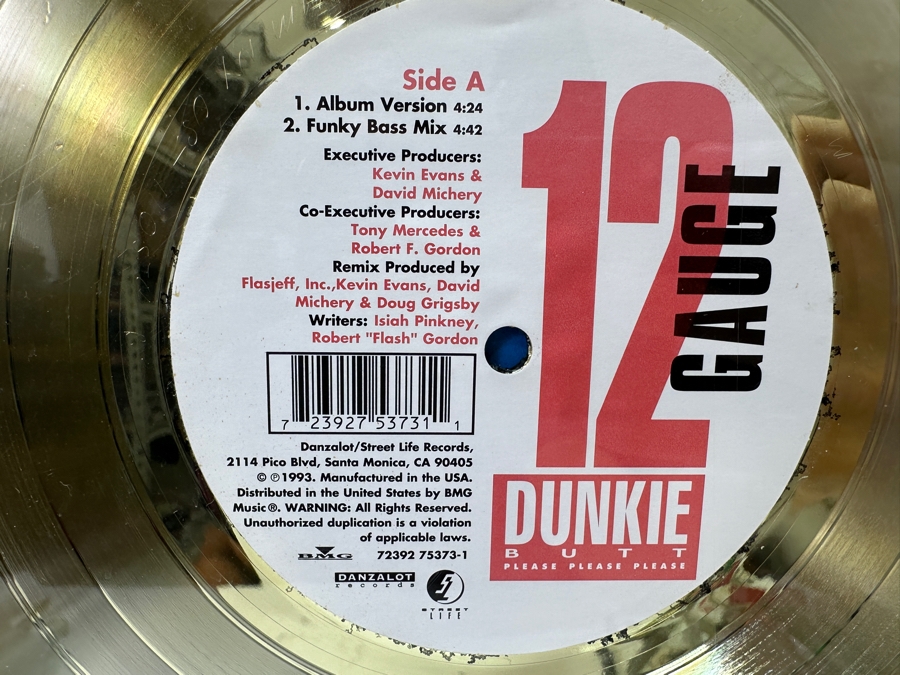 Side A
1. Album Version 4:24
2. Funky Bass Mix 4:42
Executive Producers:
Kevin Evans &
David Michery
Co-Executive Producers:
Tony Mercedes &
Robert F. Gordon
Remix Produced by
Flasjeff, Inc.,Kevin Evans, David
Michery & Doug Grigsby
Writers: Isiah Pinkney,
Robert "Flash" Gordon
7 23927 53731 1
Danzalot/Street Life Records,
2114 Pico Blvd, Santa Monica, CA 90405
© ℗ 1993. Manufactured in the USA.
Distributed in the United States by BMG
Music®. WARNING: All Rights Reserved.
Unauthorized duplication is a violation
of applicable laws.
BMG 72392 75373-1
DANZALOT
records
STREET
LIFE
12
GAUGE
DUNKIE
BUTT
PLEASE PLEASE PLEASE